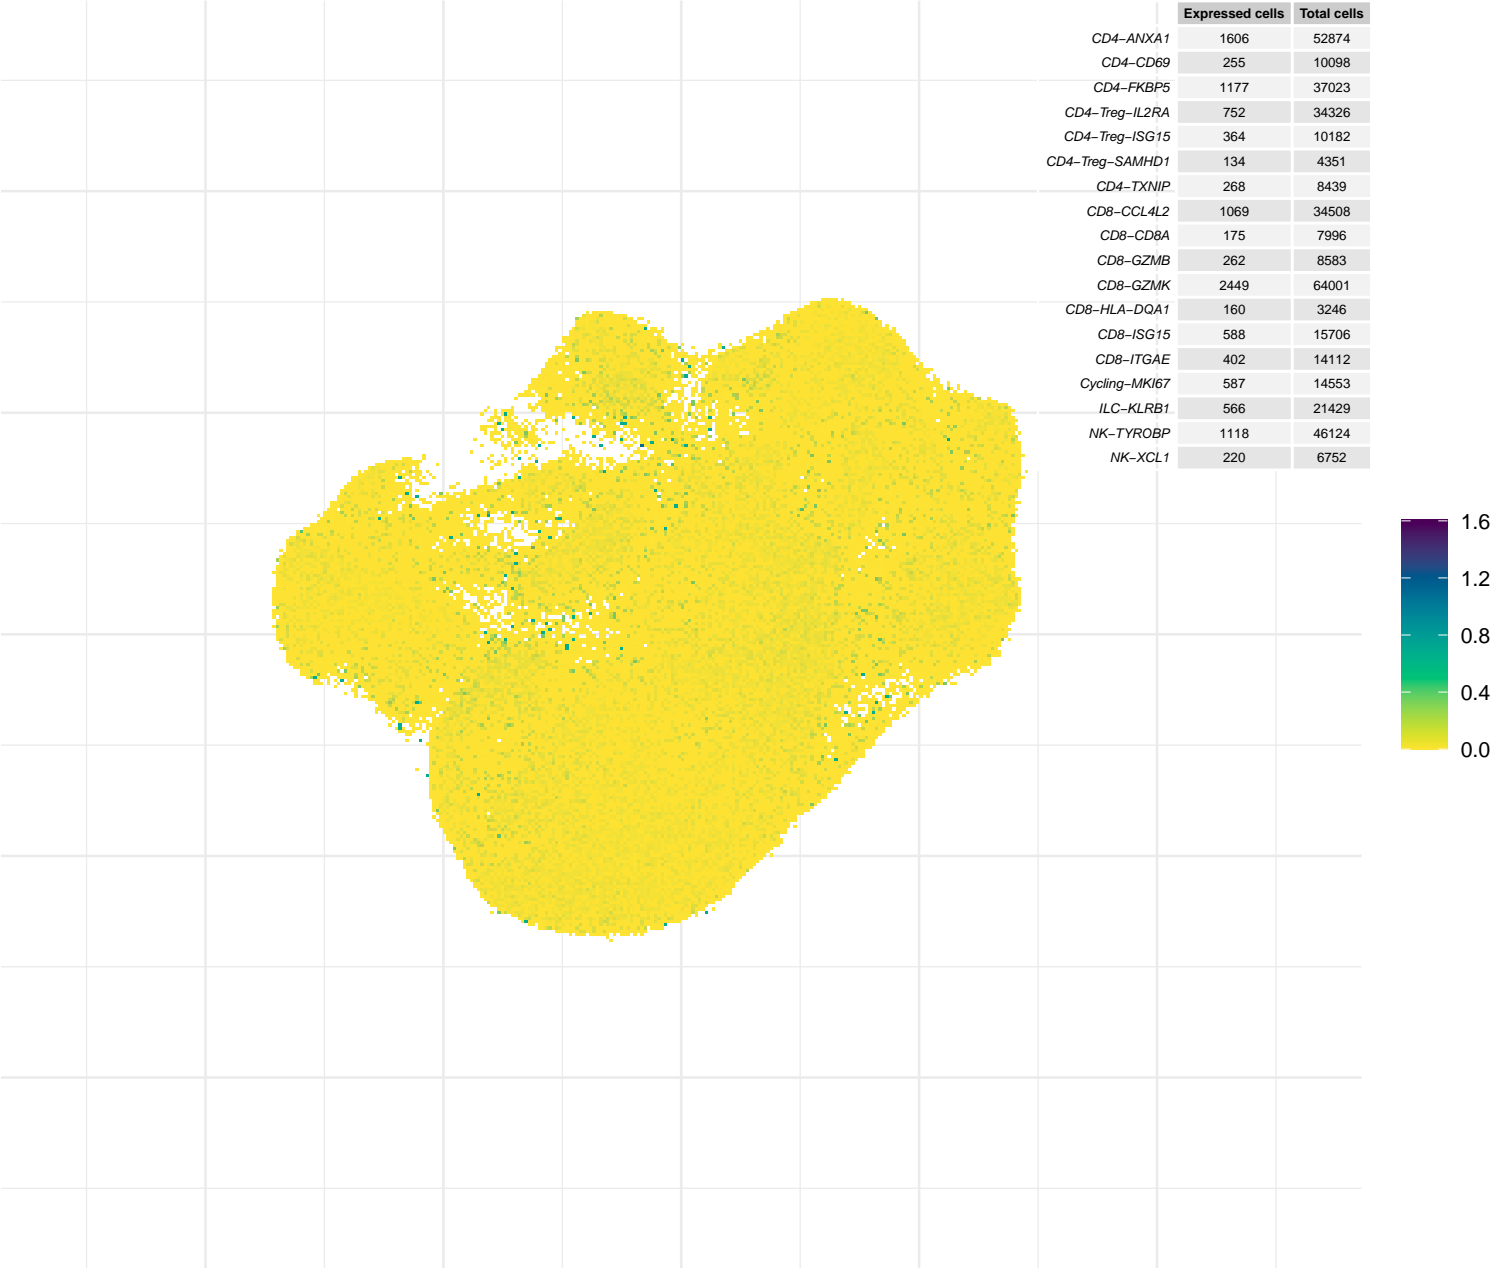 Expressed cells Total cells
CD4−ANXA1 1606 52874
CD4−CD69 255 10098
CD4−FKBP5 1177 37023
CD4−Treg−IL2RA 752 34326
CD4−Treg−ISG15 364 10182
CD4−Treg−SAMHD1 134 4351
CD4−TXNIP 268 8439
CD8−CCL4L2 1069 34508
CD8−CD8A 175 7996
CD8−GZMB 262 8583
CD8−GZMK 2449 64001
CD8−HLA−DQA1 160 3246
CD8−ISG15 588 15706
CD8−ITGAE 402 14112
Cycling−MKI67 587 14553
ILC−KLRB1 566 21429
NK−TYROBP 1118 46124
NK−XCL1 220 6752
1.6
1.2
0.8
0.4
0.0